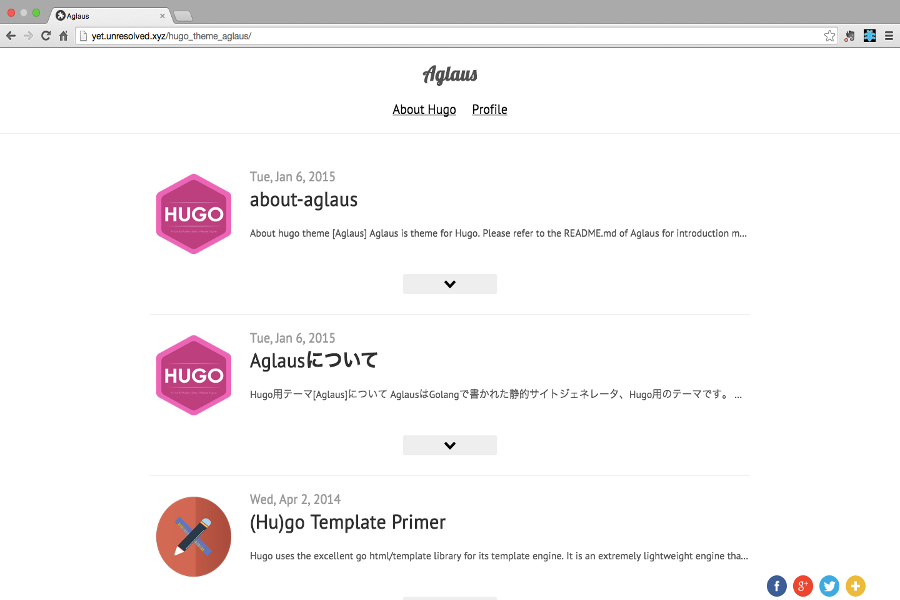 Aglaus
yet.unresolved.xyz/hugo_theme_aglaus/
Aglaus
About Hugo Profile
Tue, Jan 6, 2015
about-aglaus
HUGO
About hugo theme [Aglaus] Aglaus is theme for Hugo. Please refer to the README.md of Aglaus for introduction m...
Tue, Jan 6, 2015
Aglausについて
HUGO
Hugo用テーマ[Aglaus]について AglausはGolangで書かれた静的サイトジェネレータ、Hugo用のテーマです。 ...
Wed, Apr 2, 2014
(Hu)go Template Primer
Hugo uses the excellent go html/template library for its template engine. It is an extremely lightweight engine tha...
f g+